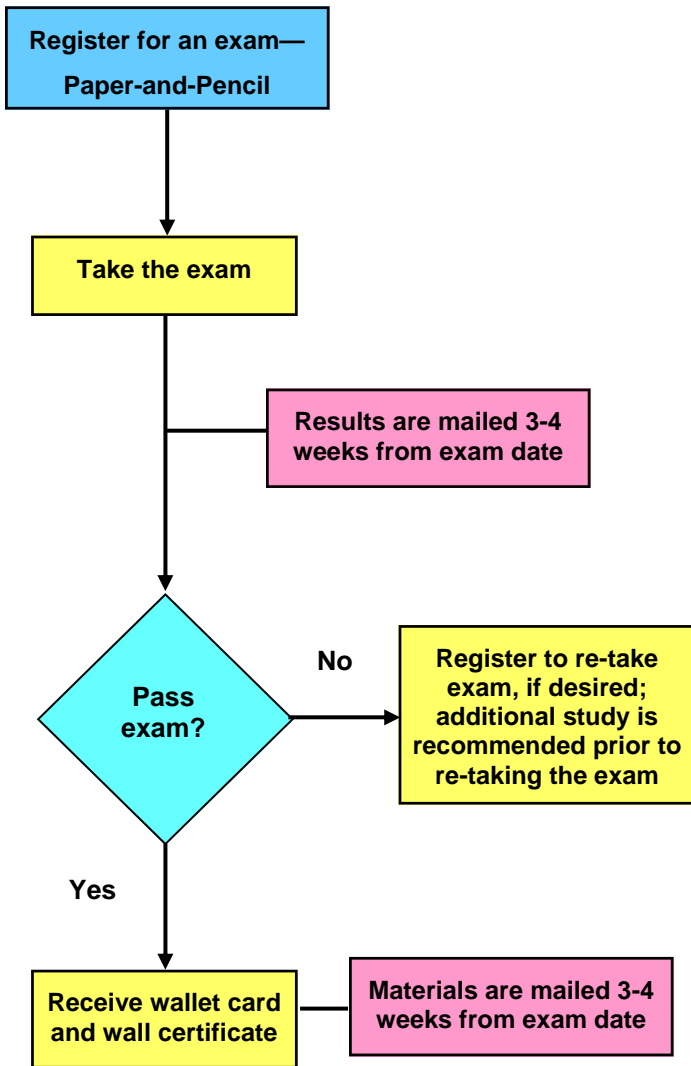 Register for an exam—
Paper-and-Pencil
Take the exam
Results are mailed 3-4
weeks from exam date
Pass
exam?
No
Register to re-take
exam, if desired;
additional study is
recommended prior to
re-taking the exam
Yes
Receive wallet card
and wall certificate
Materials are mailed 3-4
weeks from exam date